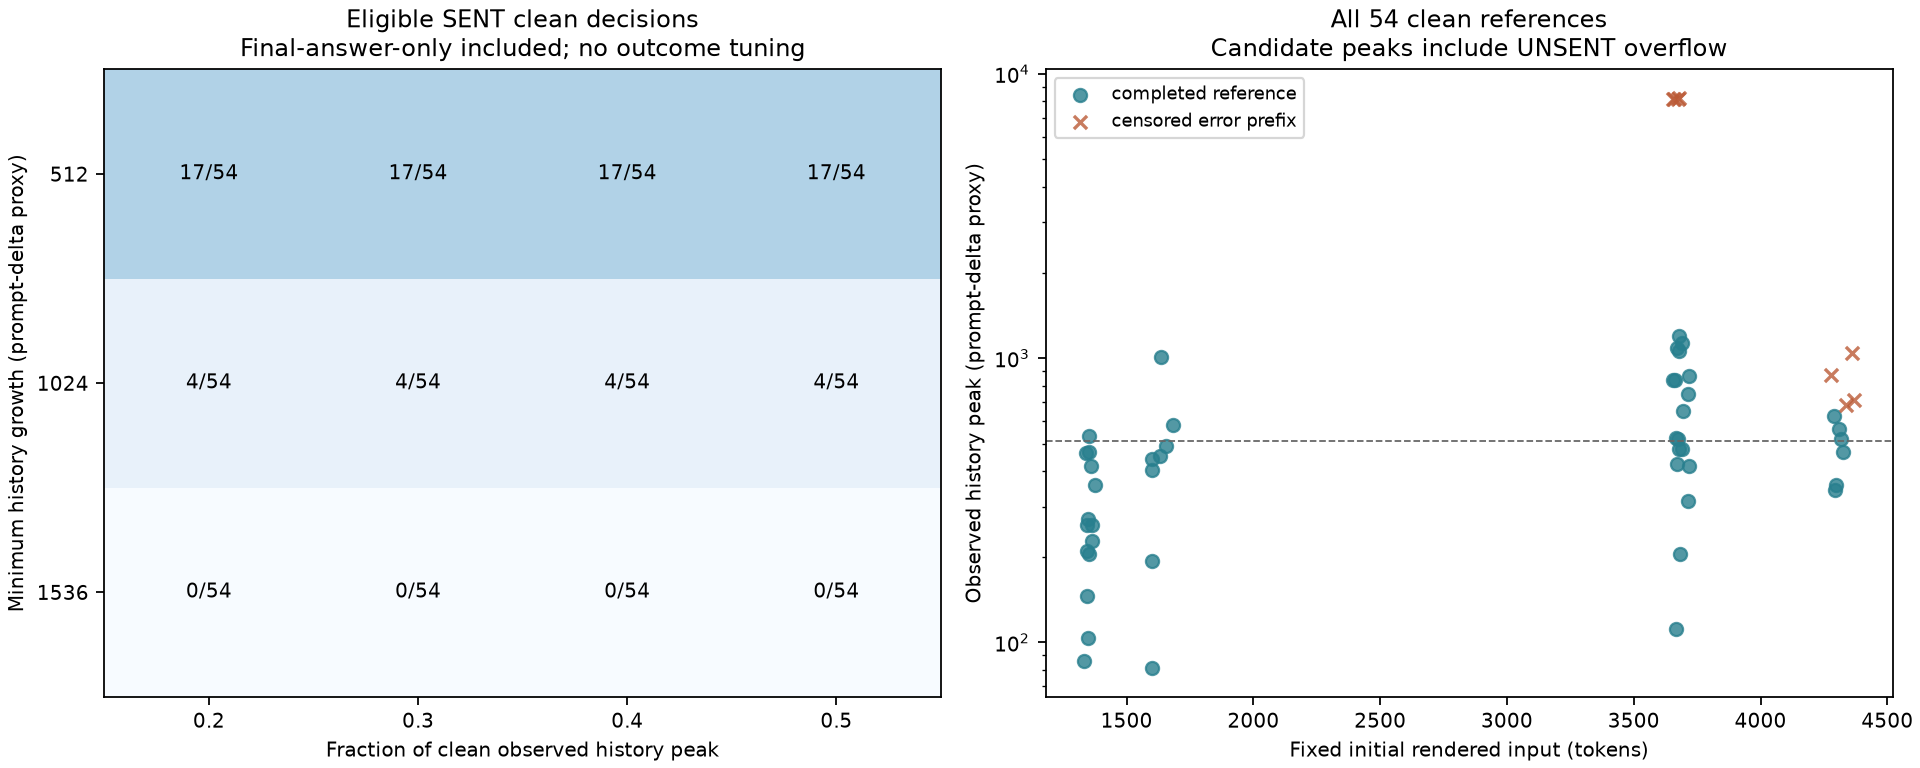 Eligible SENT clean decisions
Final-answer-only included; no outcome tuning
Minimum history growth (prompt-delta proxy)
512
1024
1536
17/54 17/54 17/54 17/54
4/54 4/54 4/54 4/54
0/54 0/54 0/54 0/54
0.2 0.3 0.4 0.5
Fraction of clean observed history peak
All 54 clean references
Candidate peaks include UNSENT overflow
completed reference
censored error prefix
Observed history peak (prompt-delta proxy)
10⁴
10³
10²
1500 2000 2500 3000 3500 4000 4500
Fixed initial rendered input (tokens)